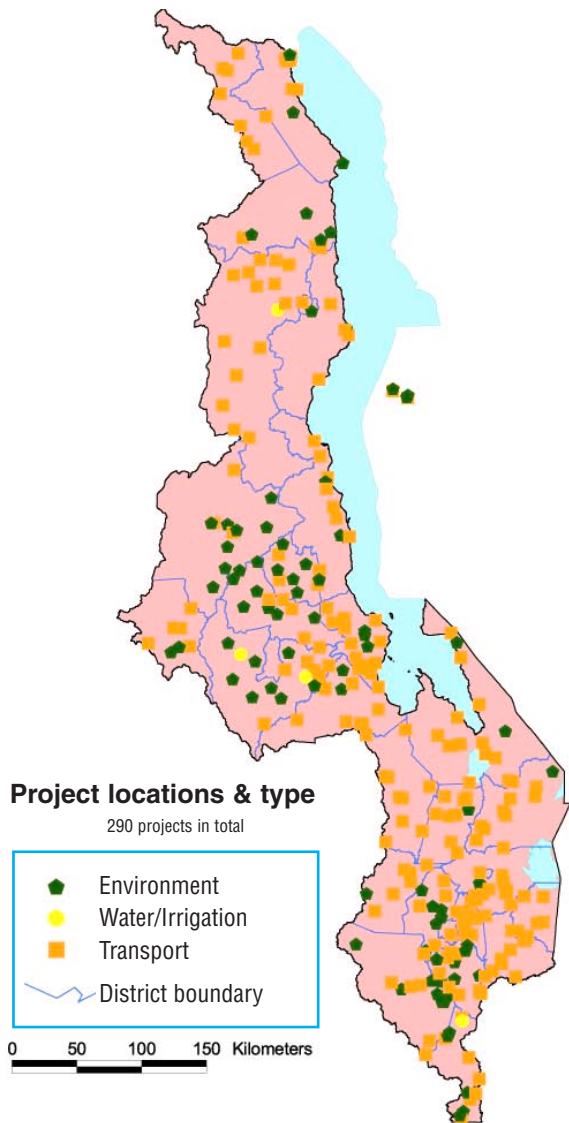 Project locations & type
290 projects in total
Environment
Water/Irrigation
Transport
District boundary
0 50 100 150 Kilometers